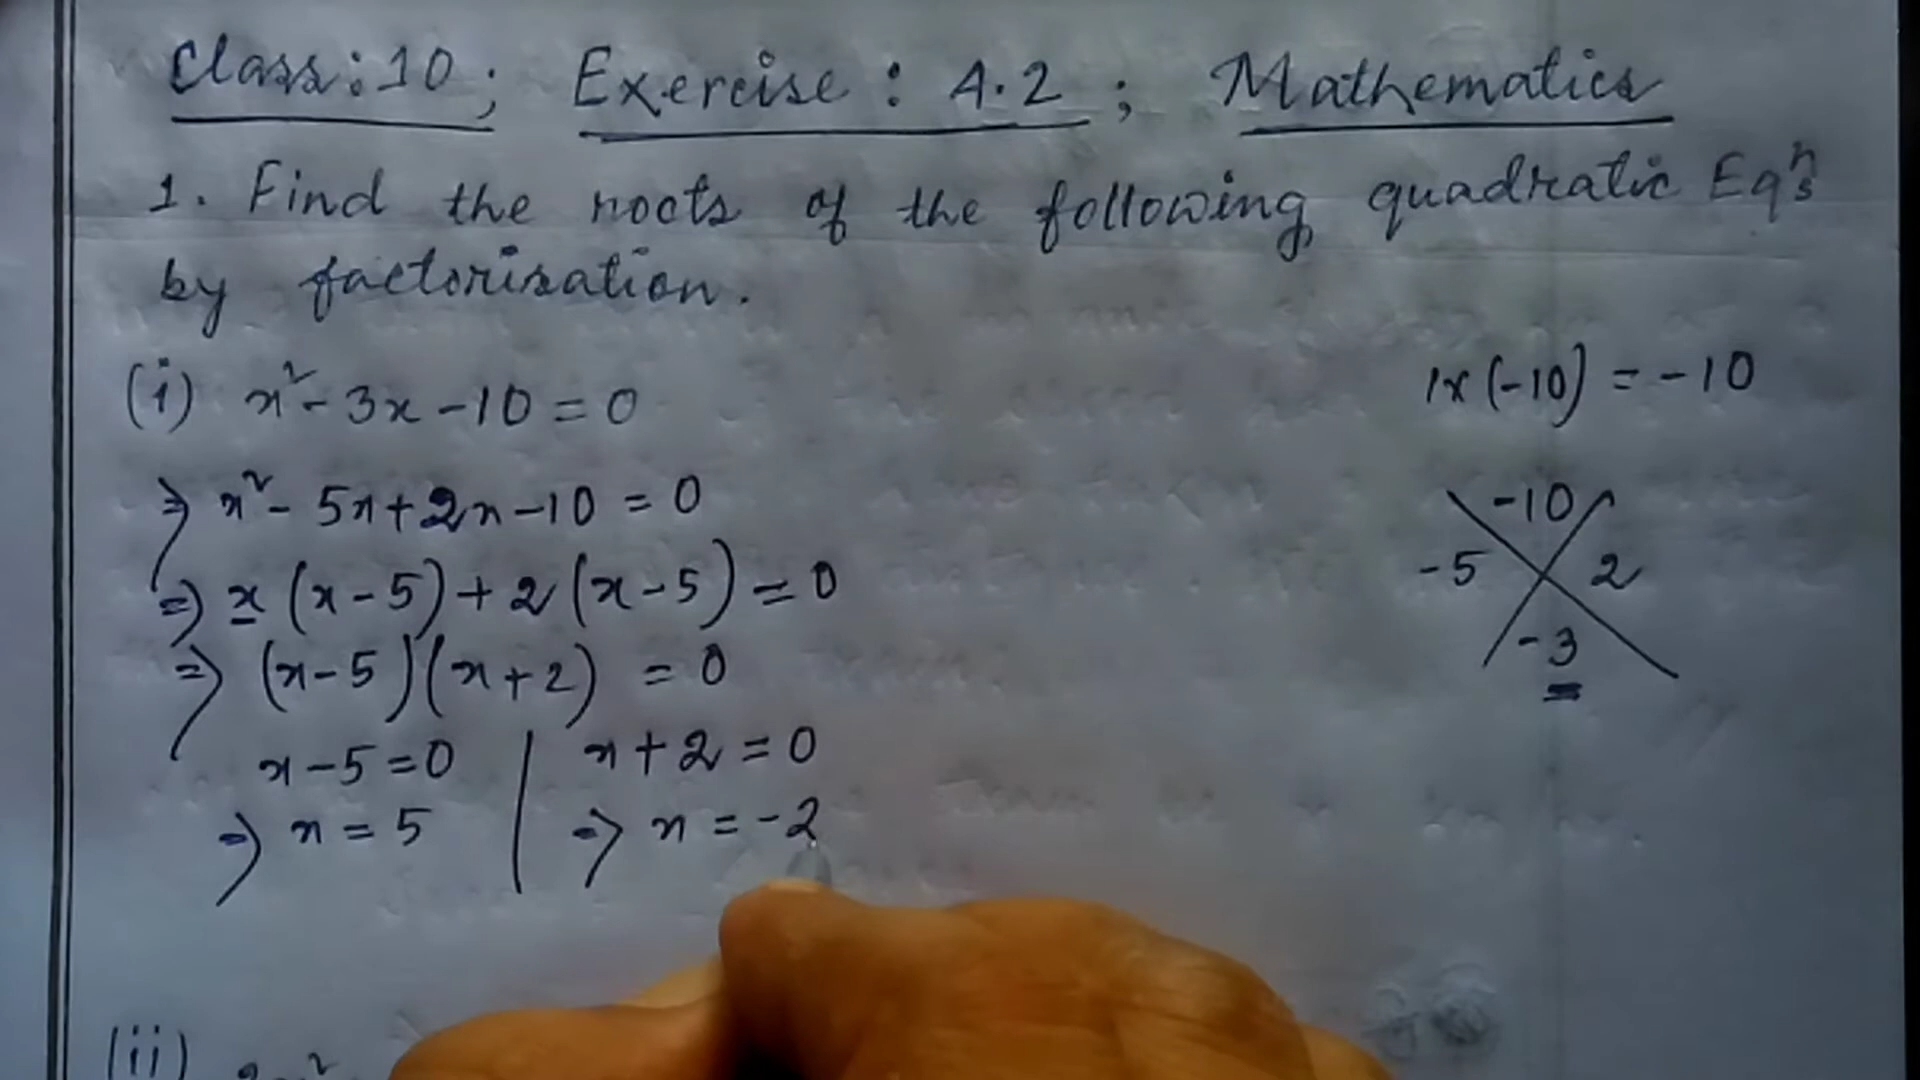 Class: 10; Exercise: 4.2; Mathematics
1. Find the roots of the following quadratic Eqⁿs
by factorisation.
(i) x² - 3x - 10 = 0
⇒ x² - 5x + 2x - 10 = 0
⇒ x (x - 5) + 2 (x - 5) = 0
⇒ (x - 5) (x + 2) = 0
x - 5 = 0 | x + 2 = 0
⇒ x = 5 | ⇒ x = -2
(ii)
1 x (-10) = -10
-10
-5 2
-3